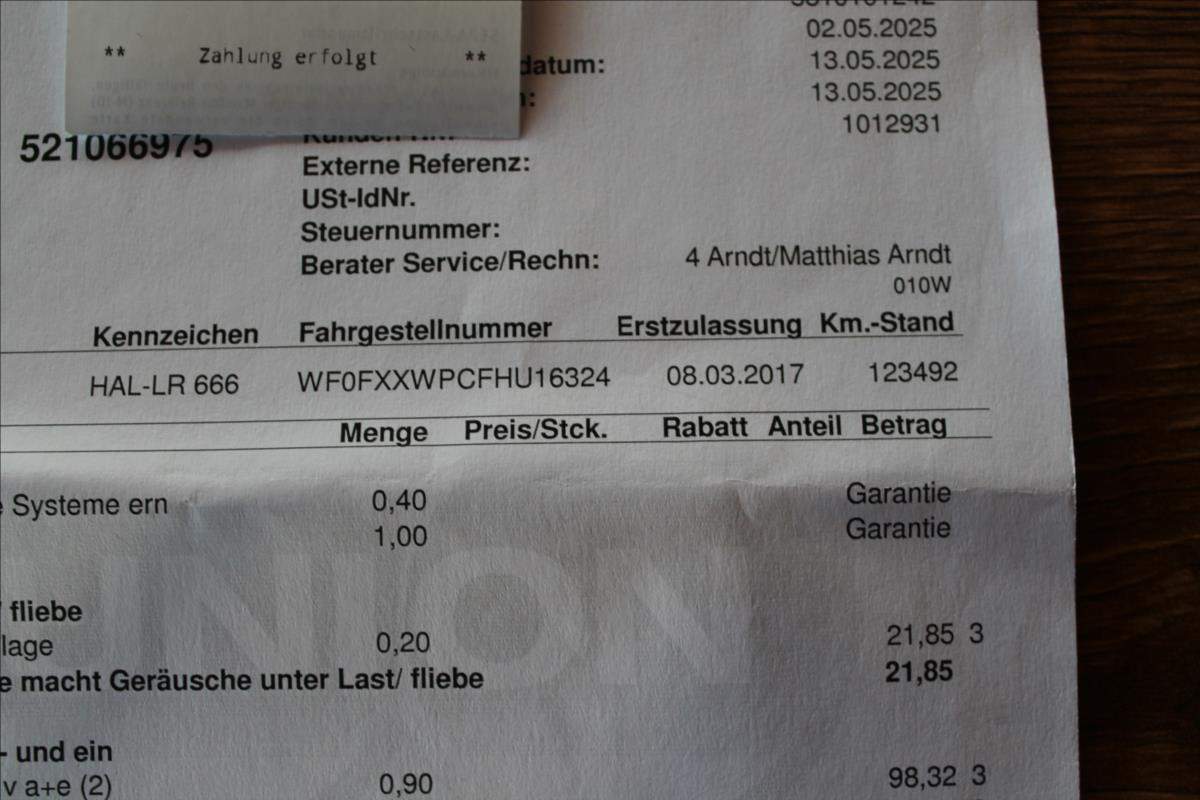 02.05.2025
** Zahlung erfolgt **
datum: 13.05.2025
13.05.2025
1012931
521066975
Externe Referenz:
USt-IdNr.
Steuernummer:
Berater Service/Rechn: 4 Arndt/Matthias Arndt
010W
Kennzeichen Fahrgestellnummer Erstzulassung Km.-Stand
HAL-LR 666 WF0FXXWPCFHU16324 08.03.2017 123492
Menge Preis/Stck. Rabatt Anteil Betrag
e Systeme ern 0,40 Garantie
1,00 Garantie
UNION
/ fliebe
lage 0,20 21,85 3
e macht Geräusche unter Last/ fliebe 21,85
- und ein
v a+e (2) 0,90 98,32 3